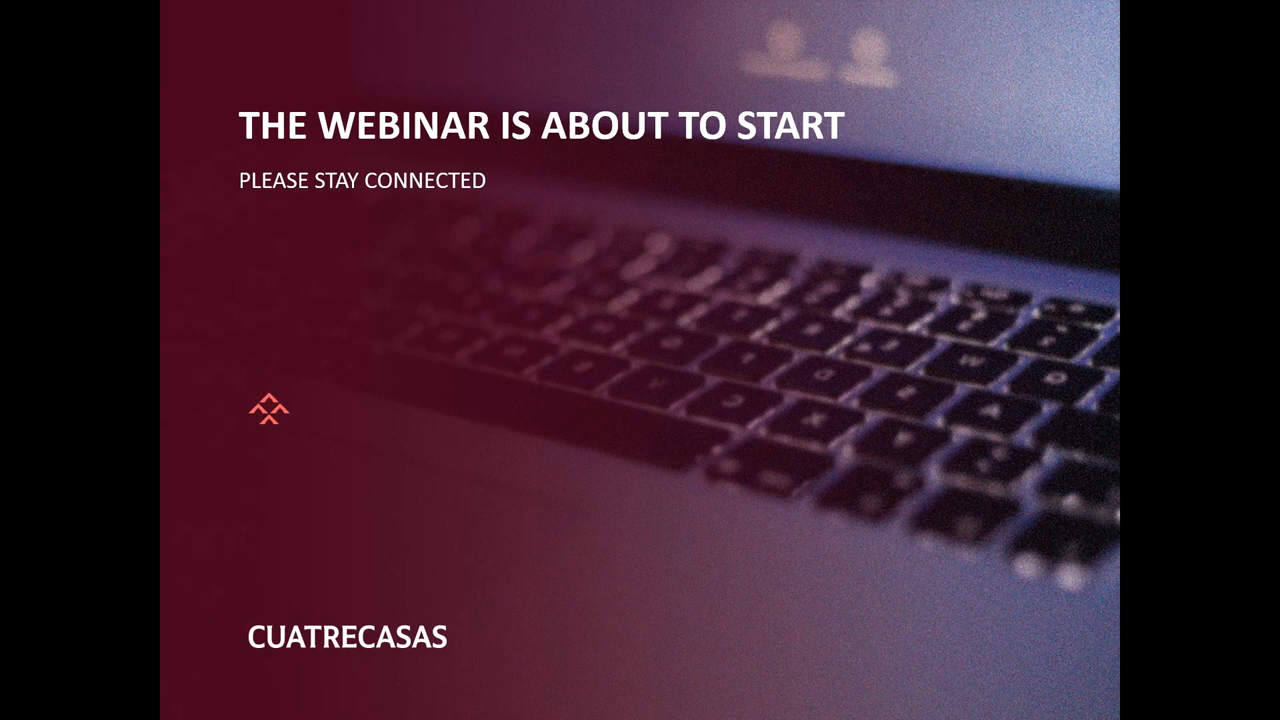 THE WEBINAR IS ABOUT TO START
PLEASE STAY CONNECTED
CUATRECASAS